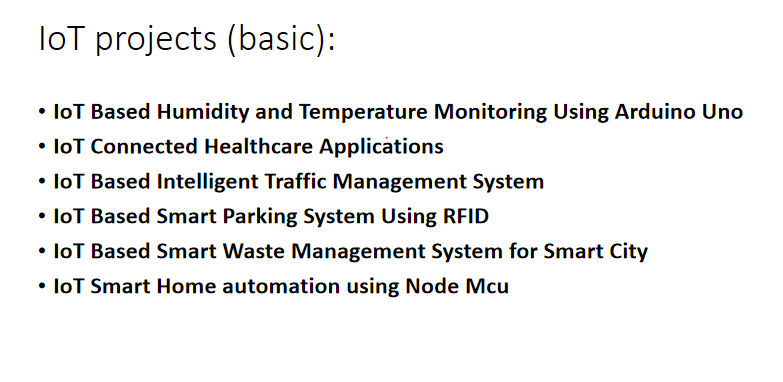 IoT projects (basic):
• IoT Based Humidity and Temperature Monitoring Using Arduino Uno
• IoT Connected Healthcare Applications
• IoT Based Intelligent Traffic Management System
• IoT Based Smart Parking System Using RFID
• IoT Based Smart Waste Management System for Smart City
• IoT Smart Home automation using Node Mcu